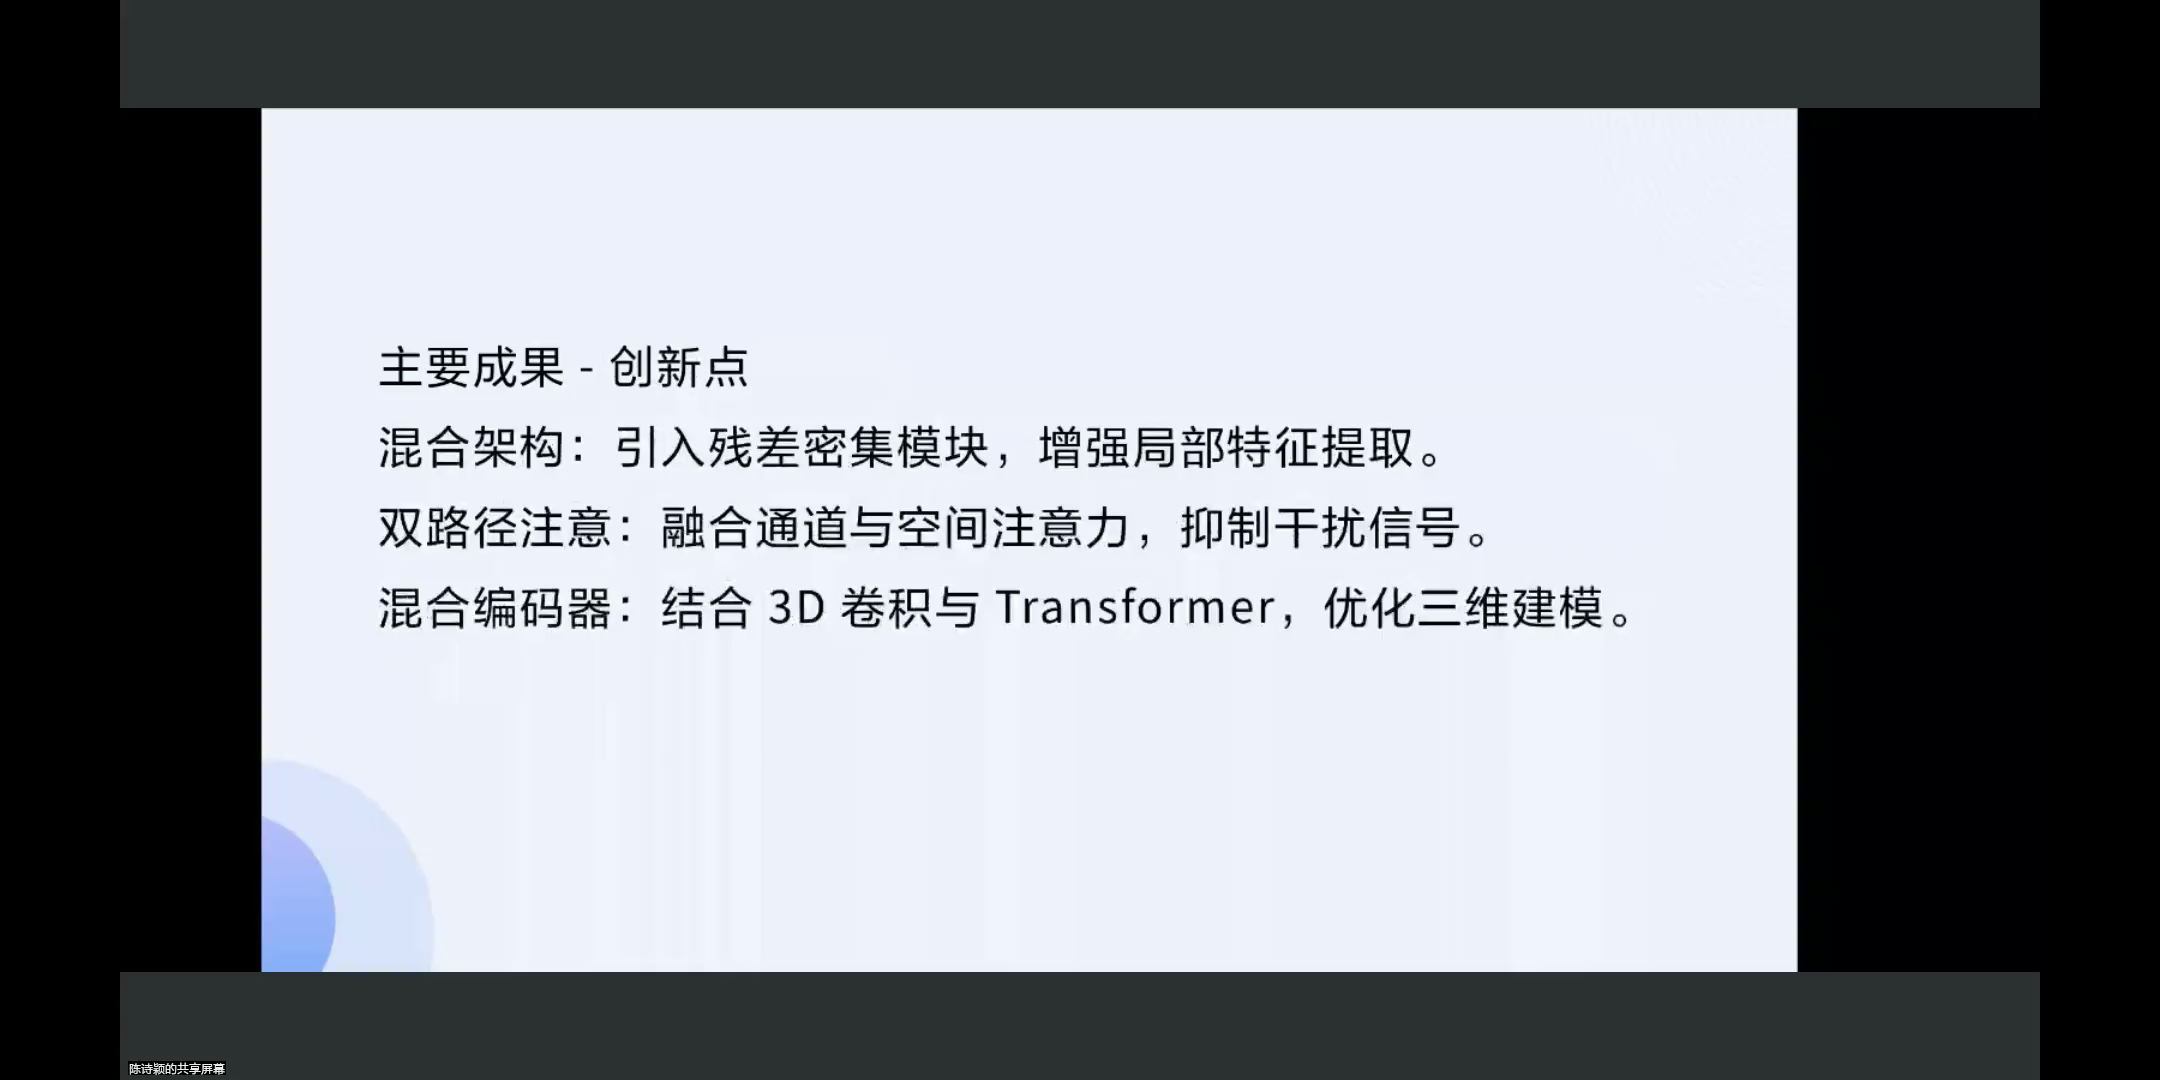 主要成果 - 创新点
混合架构：引入残差密集模块，增强局部特征提取。
双路径注意：融合通道与空间注意力，抑制干扰信号。
混合编码器：结合 3D 卷积与 Transformer，优化三维建模。
陈诗颖的共享屏幕